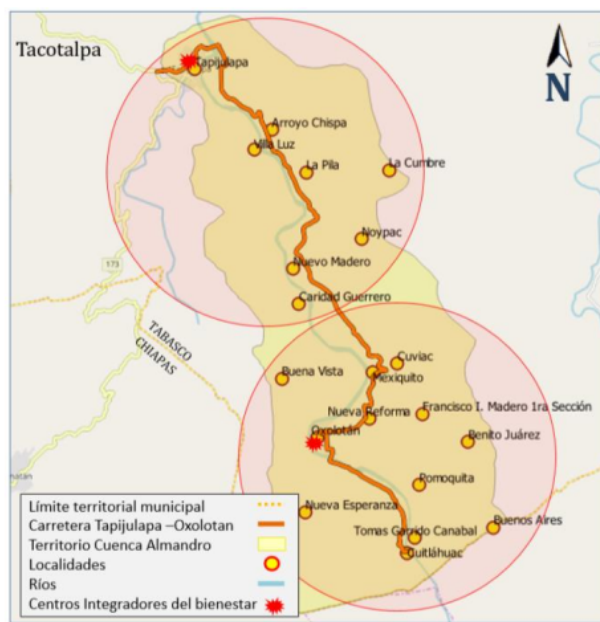 Tacotalpa
N
Tapijulapa
Arroyo Chispa
Villa Luz
La Pila
La Cumbre
Noypac
173
Nuevo Madero
Caridad Guerrero
TABASCO
CHIAPAS
Cuviac
Buena Vista
Mexiquito
Nueva Reforma
Francisco I. Madero 1ra Sección
Oxolotán
Benito Juárez
Pomoquita
Nueva Esperanza
Buenos Aires
Tomas Garrido Canabal
Cuitláhuac
Límite territorial municipal
Carretera Tapijulapa –Oxolotan
Territorio Cuenca Almandro
Localidades
Ríos
Centros Integradores del bienestar